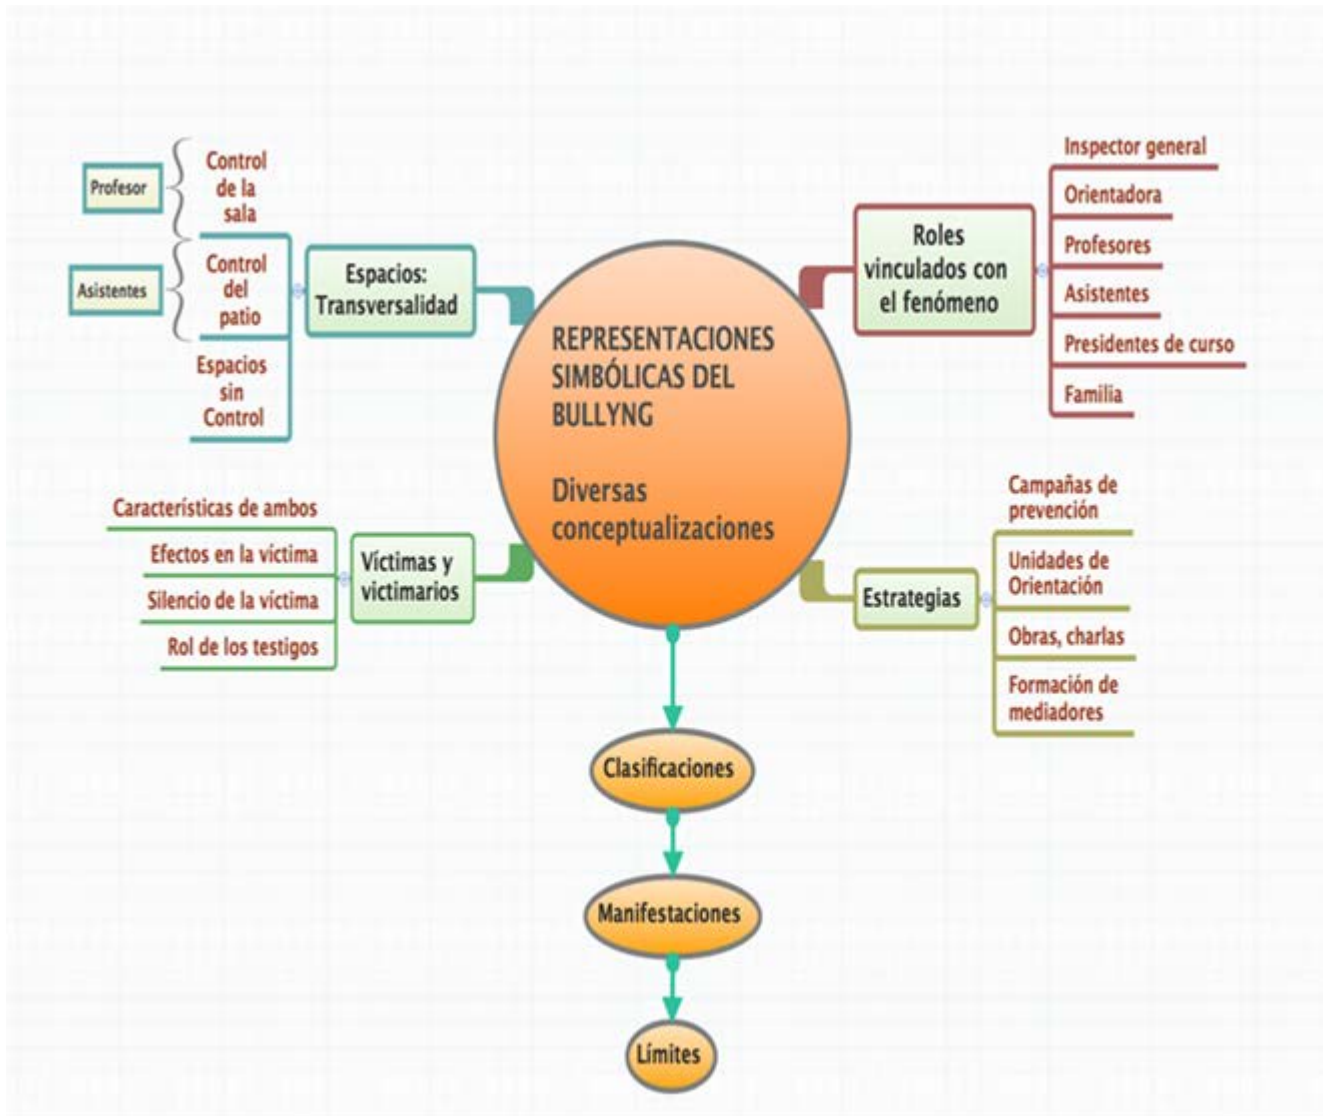 REPRESENTACIONES
SIMBÓLICAS DEL
BULLYNG
Diversas
conceptualizaciones
Espacios:
Transversalidad
Profesor
Control
de la
sala
Asistentes
Control
del
patio
Espacios
sin
Control
Víctimas y
victimarios
Características de ambos
Efectos en la víctima
Silencio de la víctima
Rol de los testigos
Roles
vinculados con
el fenómeno
Inspector general
Orientadora
Profesores
Asistentes
Presidentes de curso
Familia
Estrategias
Campañas de
prevención
Unidades de
Orientación
Obras, charlas
Formación de
mediadores
Clasificaciones
Manifestaciones
Límites